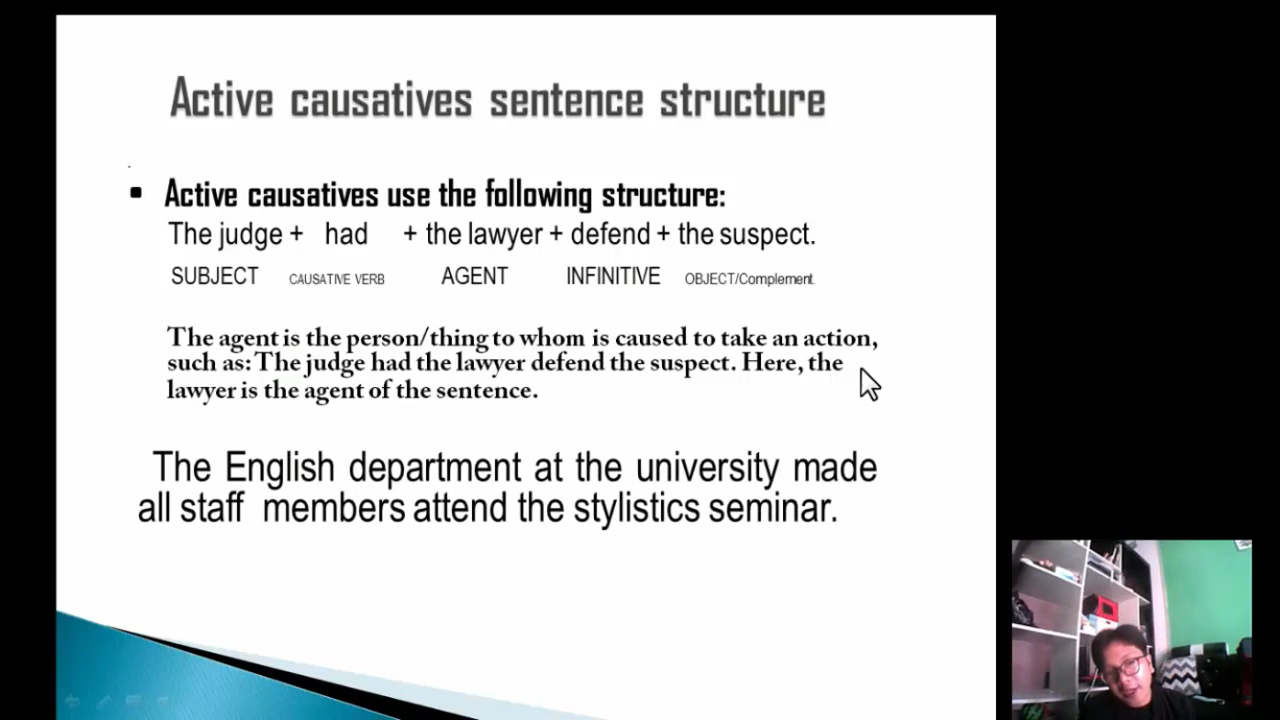 Active causatives sentence structure
Active causatives use the following structure:
The judge + had + the lawyer + defend + the suspect.
SUBJECT CAUSATIVE VERB AGENT INFINITIVE OBJECT/Complement
The agent is the person/thing to whom is caused to take an action,
such as: The judge had the lawyer defend the suspect. Here, the
lawyer is the agent of the sentence.
The English department at the university made
all staff members attend the stylistics seminar.